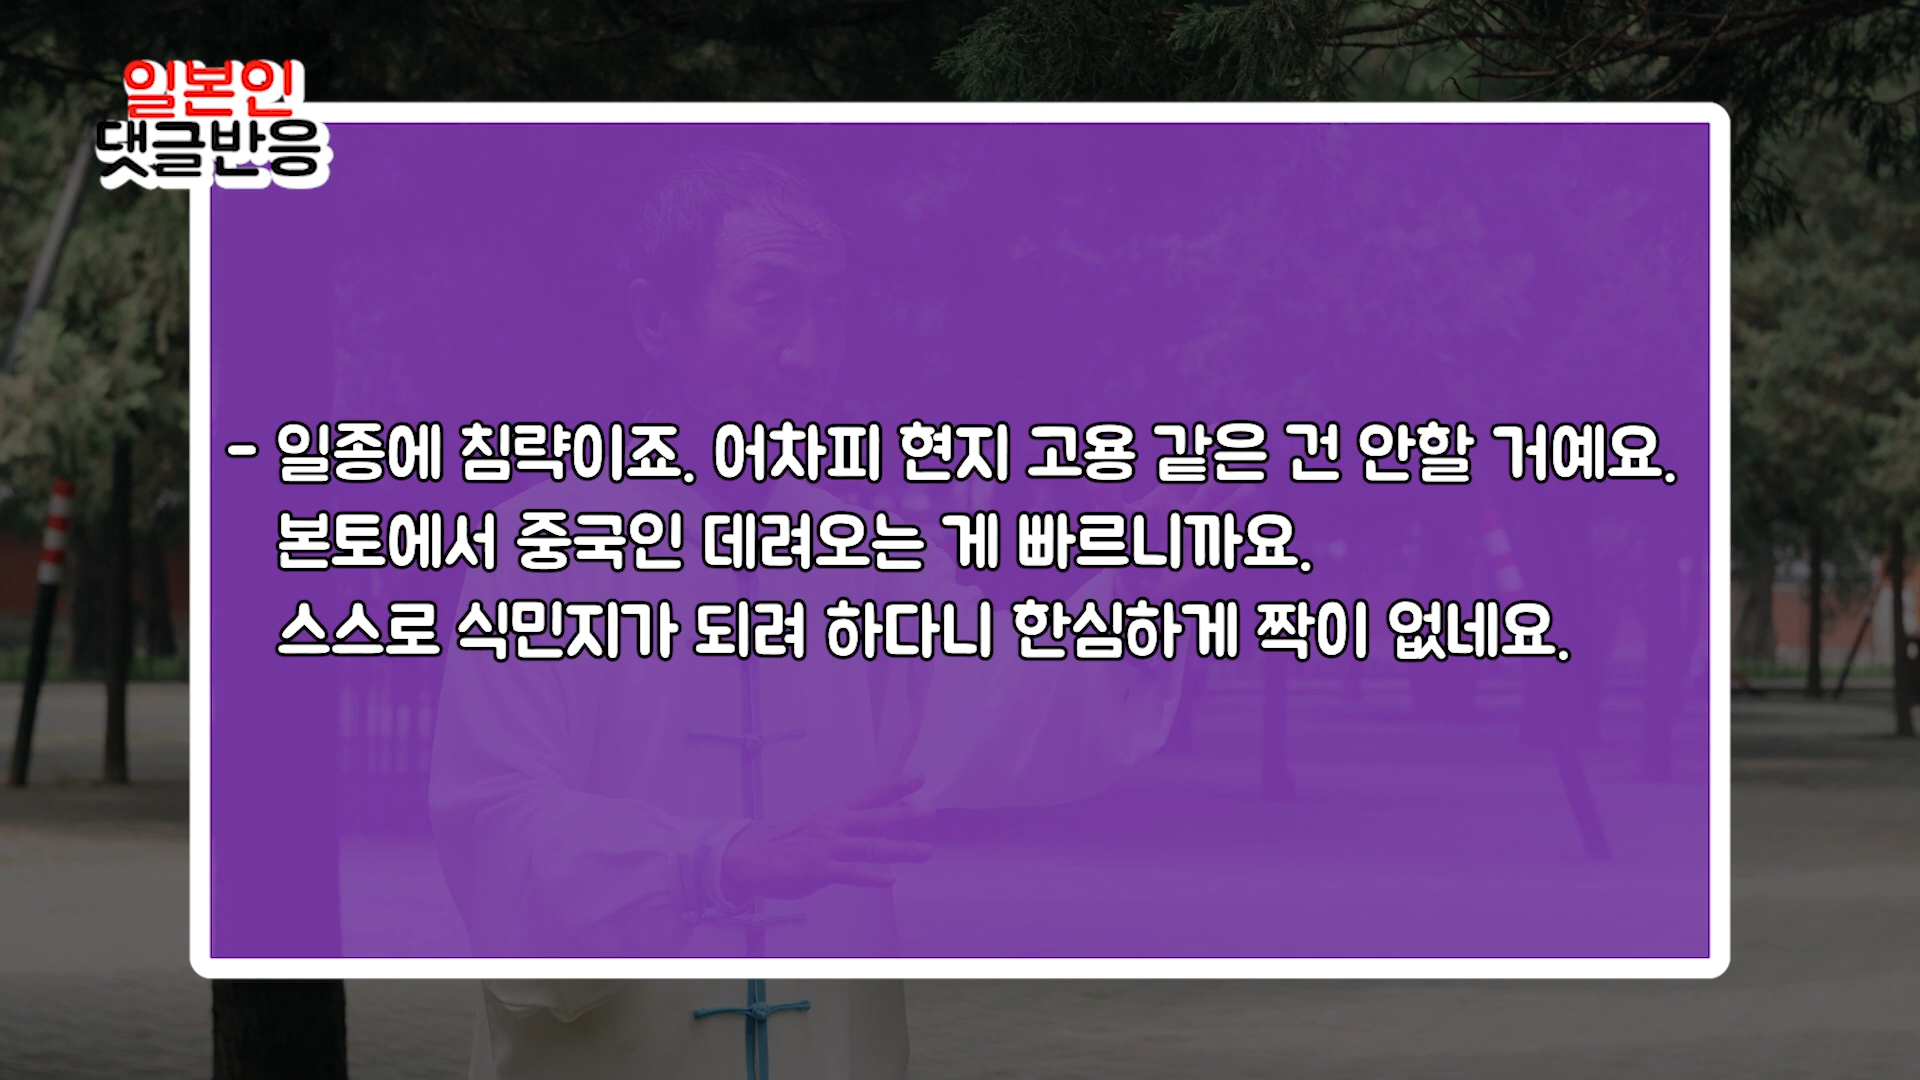 일본인
댓글반응
- 일종에 침략이죠. 어차피 현지 고용 같은 건 안할 거예요.
본토에서 중국인 데려오는 게 빠르니까요.
스스로 식민지가 되려 하다니 한심하게 짝이 없네요.